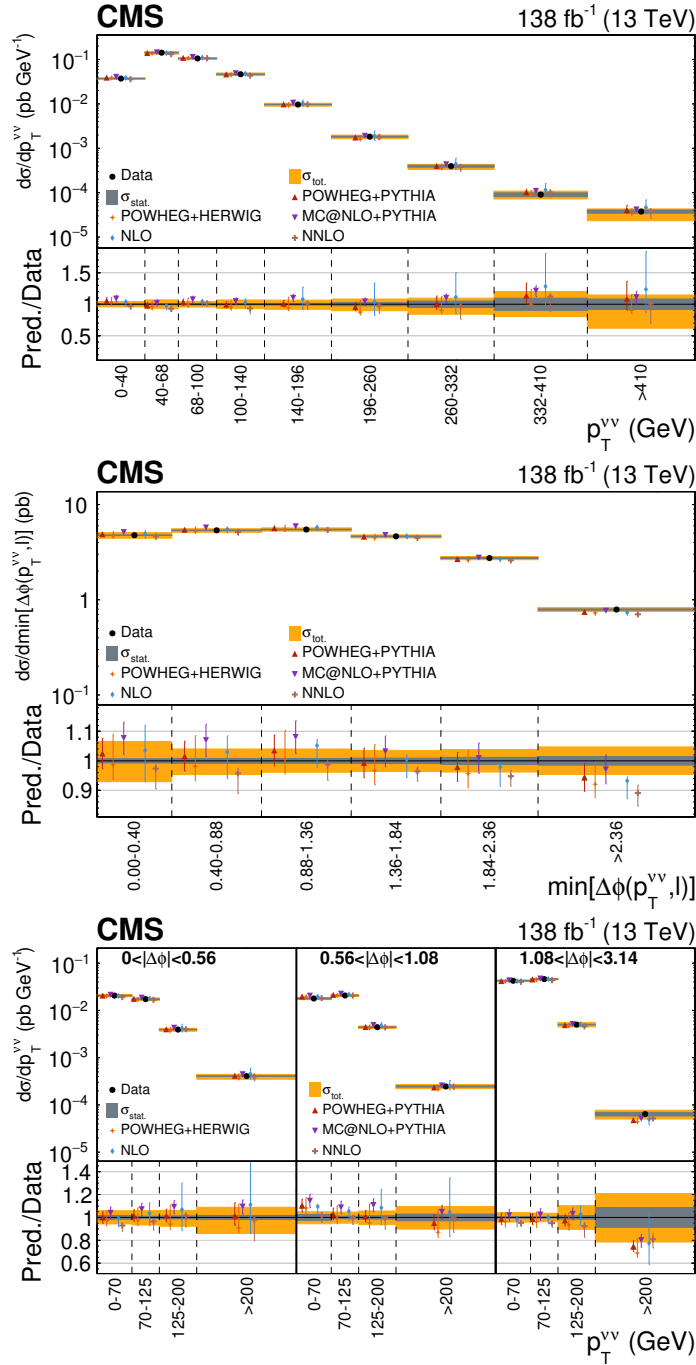 CMS 138 fb⁻¹ (13 TeV)
10⁻¹
10⁻²
10⁻³
10⁻⁴
10⁻⁵
dσ/dp_T^νν (pb GeV⁻¹)
Data σ_tot.
σ_stat. POWHEG+PYTHIA
POWHEG+HERWIG MC@NLO+PYTHIA
NLO NNLO
1.5
1
0.5
Pred./Data
0-40 40-68 68-100 100-140 140-196 196-260 260-332 332-410 >410
p_T^νν (GeV)
CMS 138 fb⁻¹ (13 TeV)
10
1
10⁻¹
dσ/dmin[Δϕ(p_T^νν,l)] (pb)
Data σ_tot.
σ_stat. POWHEG+PYTHIA
POWHEG+HERWIG MC@NLO+PYTHIA
NLO NNLO
1.1
1
0.9
Pred./Data
0.00-0.40 0.40-0.88 0.88-1.36 1.36-1.84 1.84-2.36 >2.36
min[Δϕ(p_T^νν,l)]
CMS 138 fb⁻¹ (13 TeV)
0<|Δϕ|<0.56 0.56<|Δϕ|<1.08 1.08<|Δϕ|<3.14
10⁻¹
10⁻²
10⁻³
10⁻⁴
10⁻⁵
dσ/dp_T^νν (pb GeV⁻¹)
Data σ_tot.
σ_stat. POWHEG+PYTHIA
POWHEG+HERWIG MC@NLO+PYTHIA
NLO NNLO
1.4
1.2
1
0.8
0.6
Pred./Data
0-70 70-125 125-200 >200 0-70 70-125 125-200 >200 0-70 70-125 125-200 >200
p_T^νν (GeV)